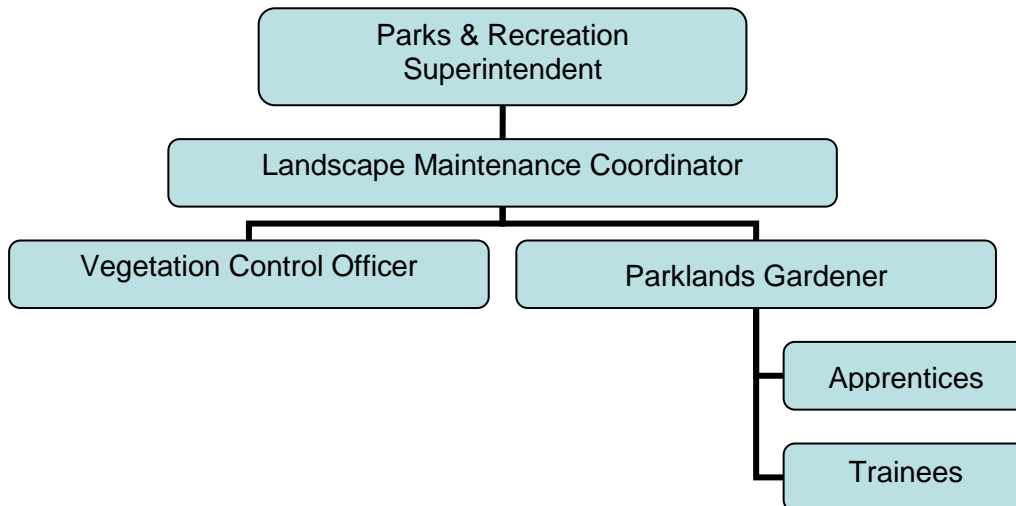 Parks & Recreation
Superintendent
Landscape Maintenance Coordinator
Vegetation Control Officer
Parklands Gardener
Apprentices
Trainees